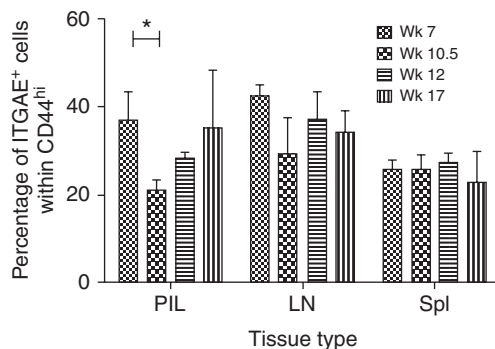 Percentage of ITGAE⁺ cells
within CD44ʰⁱ
60
40
20
0
*
Wk 7
Wk 10.5
Wk 12
Wk 17
PIL
LN
Spl
Tissue type